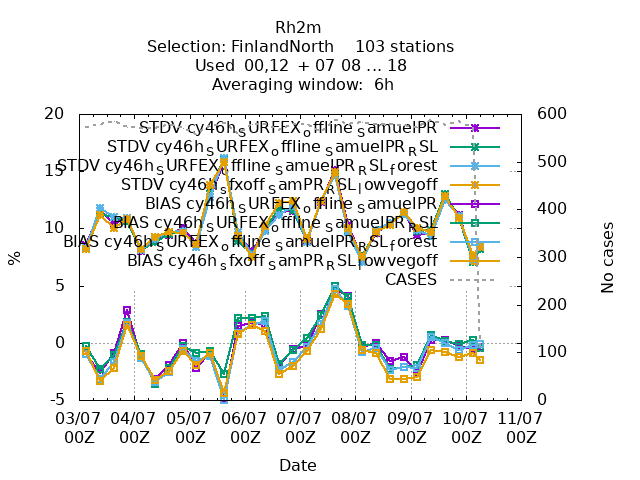 Rh2m
Selection: FinlandNorth 103 stations
Used 00,12 + 07 08 ... 18
Averaging window: 6h
20
15
10
5
0
-5
%
600
500
400
300
200
100
0
No cases
STDV cy46h_SURFEX_offline_SamuelPR
STDV cy46h_SURFEX_offline_SamuelPR_RSL
STDV cy46h_SURFEX_offline_SamuelPR_RSL_forest
STDV cy46h_sfxoff_SamPR_RSL_lowvegoff
BIAS cy46h_SURFEX_offline_SamuelPR
BIAS cy46h_SURFEX_offline_SamuelPR_RSL
BIAS cy46h_SURFEX_offline_SamuelPR_RSL_forest
BIAS cy46h_sfxoff_SamPR_RSL_lowvegoff
CASES
03/07 04/07 05/07 06/07 07/07 08/07 09/07 10/07 11/07
00Z 00Z 00Z 00Z 00Z 00Z 00Z 00Z 00Z
Date